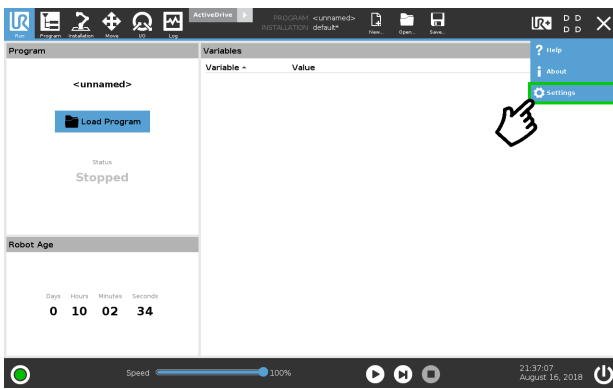 UR
Run
Program
Installation
Move
I/O
Log
ActiveDrive
PROGRAM <unnamed>
INSTALLATION default*
New...
Open...
Save...
UR+
D D
D D
Program
Variables
? Help
Variable
Value
i About
Settings
<unnamed>
Load Program
Status
Stopped
Robot Age
Days Hours Minutes Seconds
0 10 02 34
Speed
100%
21:37:07
August 16, 2018